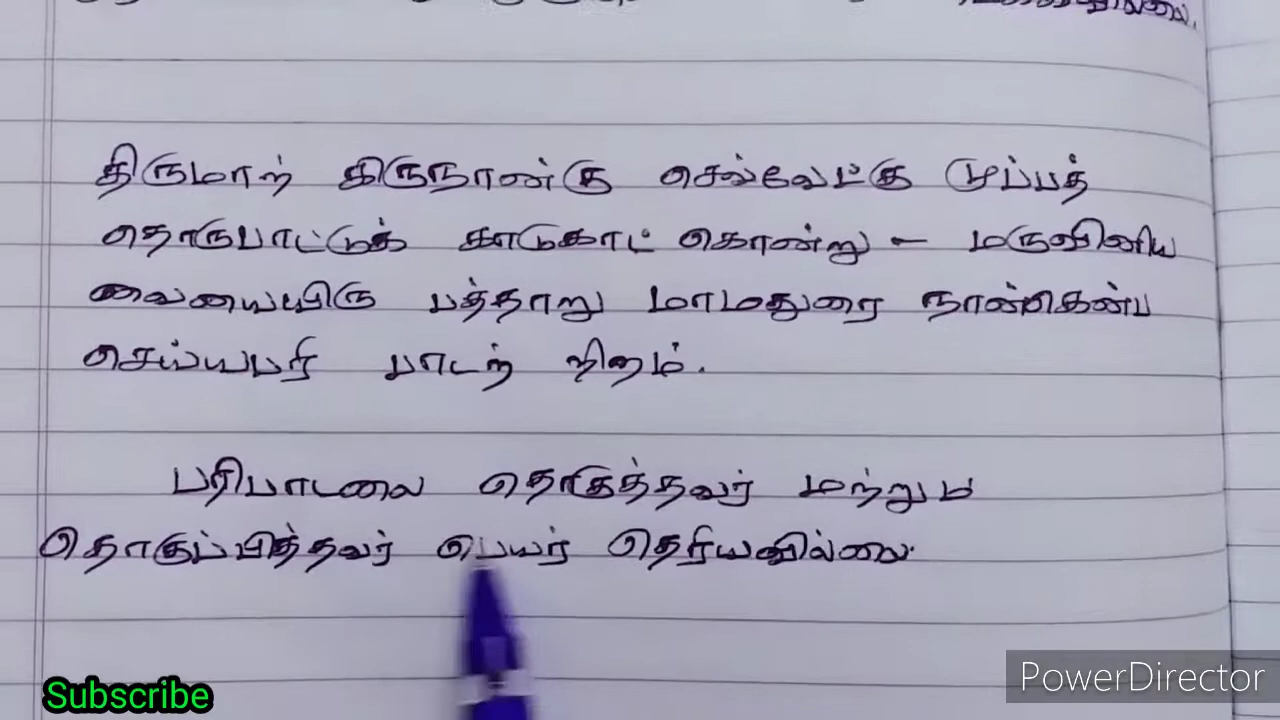 திருமாற் கிருநான்கு செவ்வேட்கு முப்பத்
தொருபாட்டுக் காடுகாட் கொன்று - மருவினிய
வையையிரு பத்தாறு மாமதுரை நான்கென்ப
செய்யபரி பாடற் றிறம்.
பரிபாடலை தொகுத்தவர் மற்றும்
தொகுப்பித்தவர் பெயர் தெரியவில்லை.
Subscribe
PowerDirector